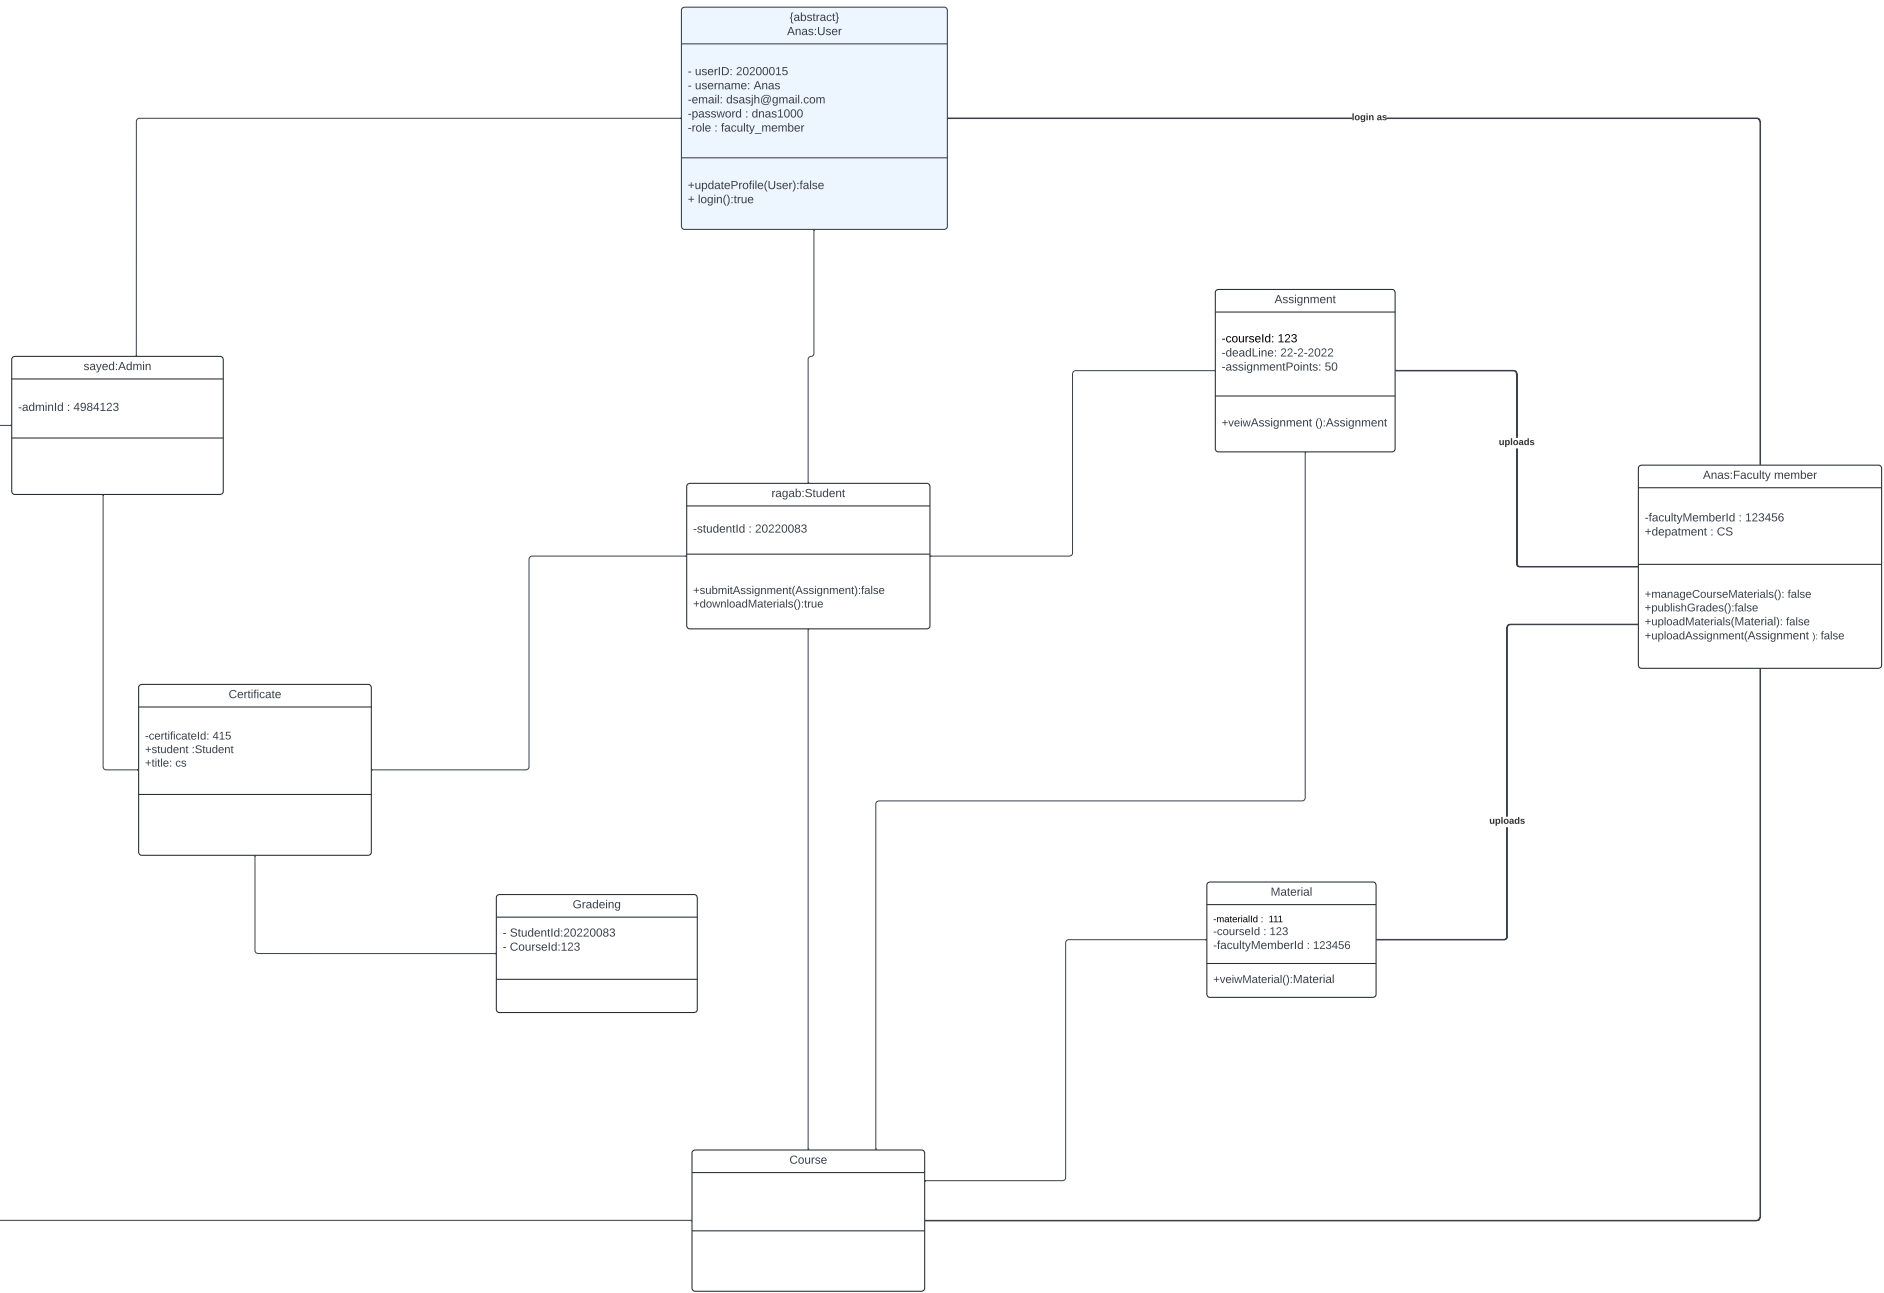 {abstract}
Anas:User
- userID: 20200015
- username: Anas
-email: dsasjh@gmail.com
-password : dnas1000
-role : faculty_member
+updateProfile(User):false
+ login():true
login as
Assignment
-courseId: 123
-deadLine: 22-2-2022
-assignmentPoints: 50
+veiwAssignment ():Assignment
sayed:Admin
-adminId : 4984123
uploads
Anas:Faculty member
-facultyMemberId : 123456
+depatment : CS
+manageCourseMaterials(): false
+publishGrades():false
+uploadMaterials(Material): false
+uploadAssignment(Assignment ): false
ragab:Student
-studentId : 20220083
+submitAssignment(Assignment):false
+downloadMaterials():true
Certificate
-certificateId: 415
+student :Student
+title: cs
uploads
Gradeing
- StudentId:20220083
- CourseId:123
Material
-materialId :  111
-courseId : 123
-facultyMemberId : 123456
+veiwMaterial():Material
Course